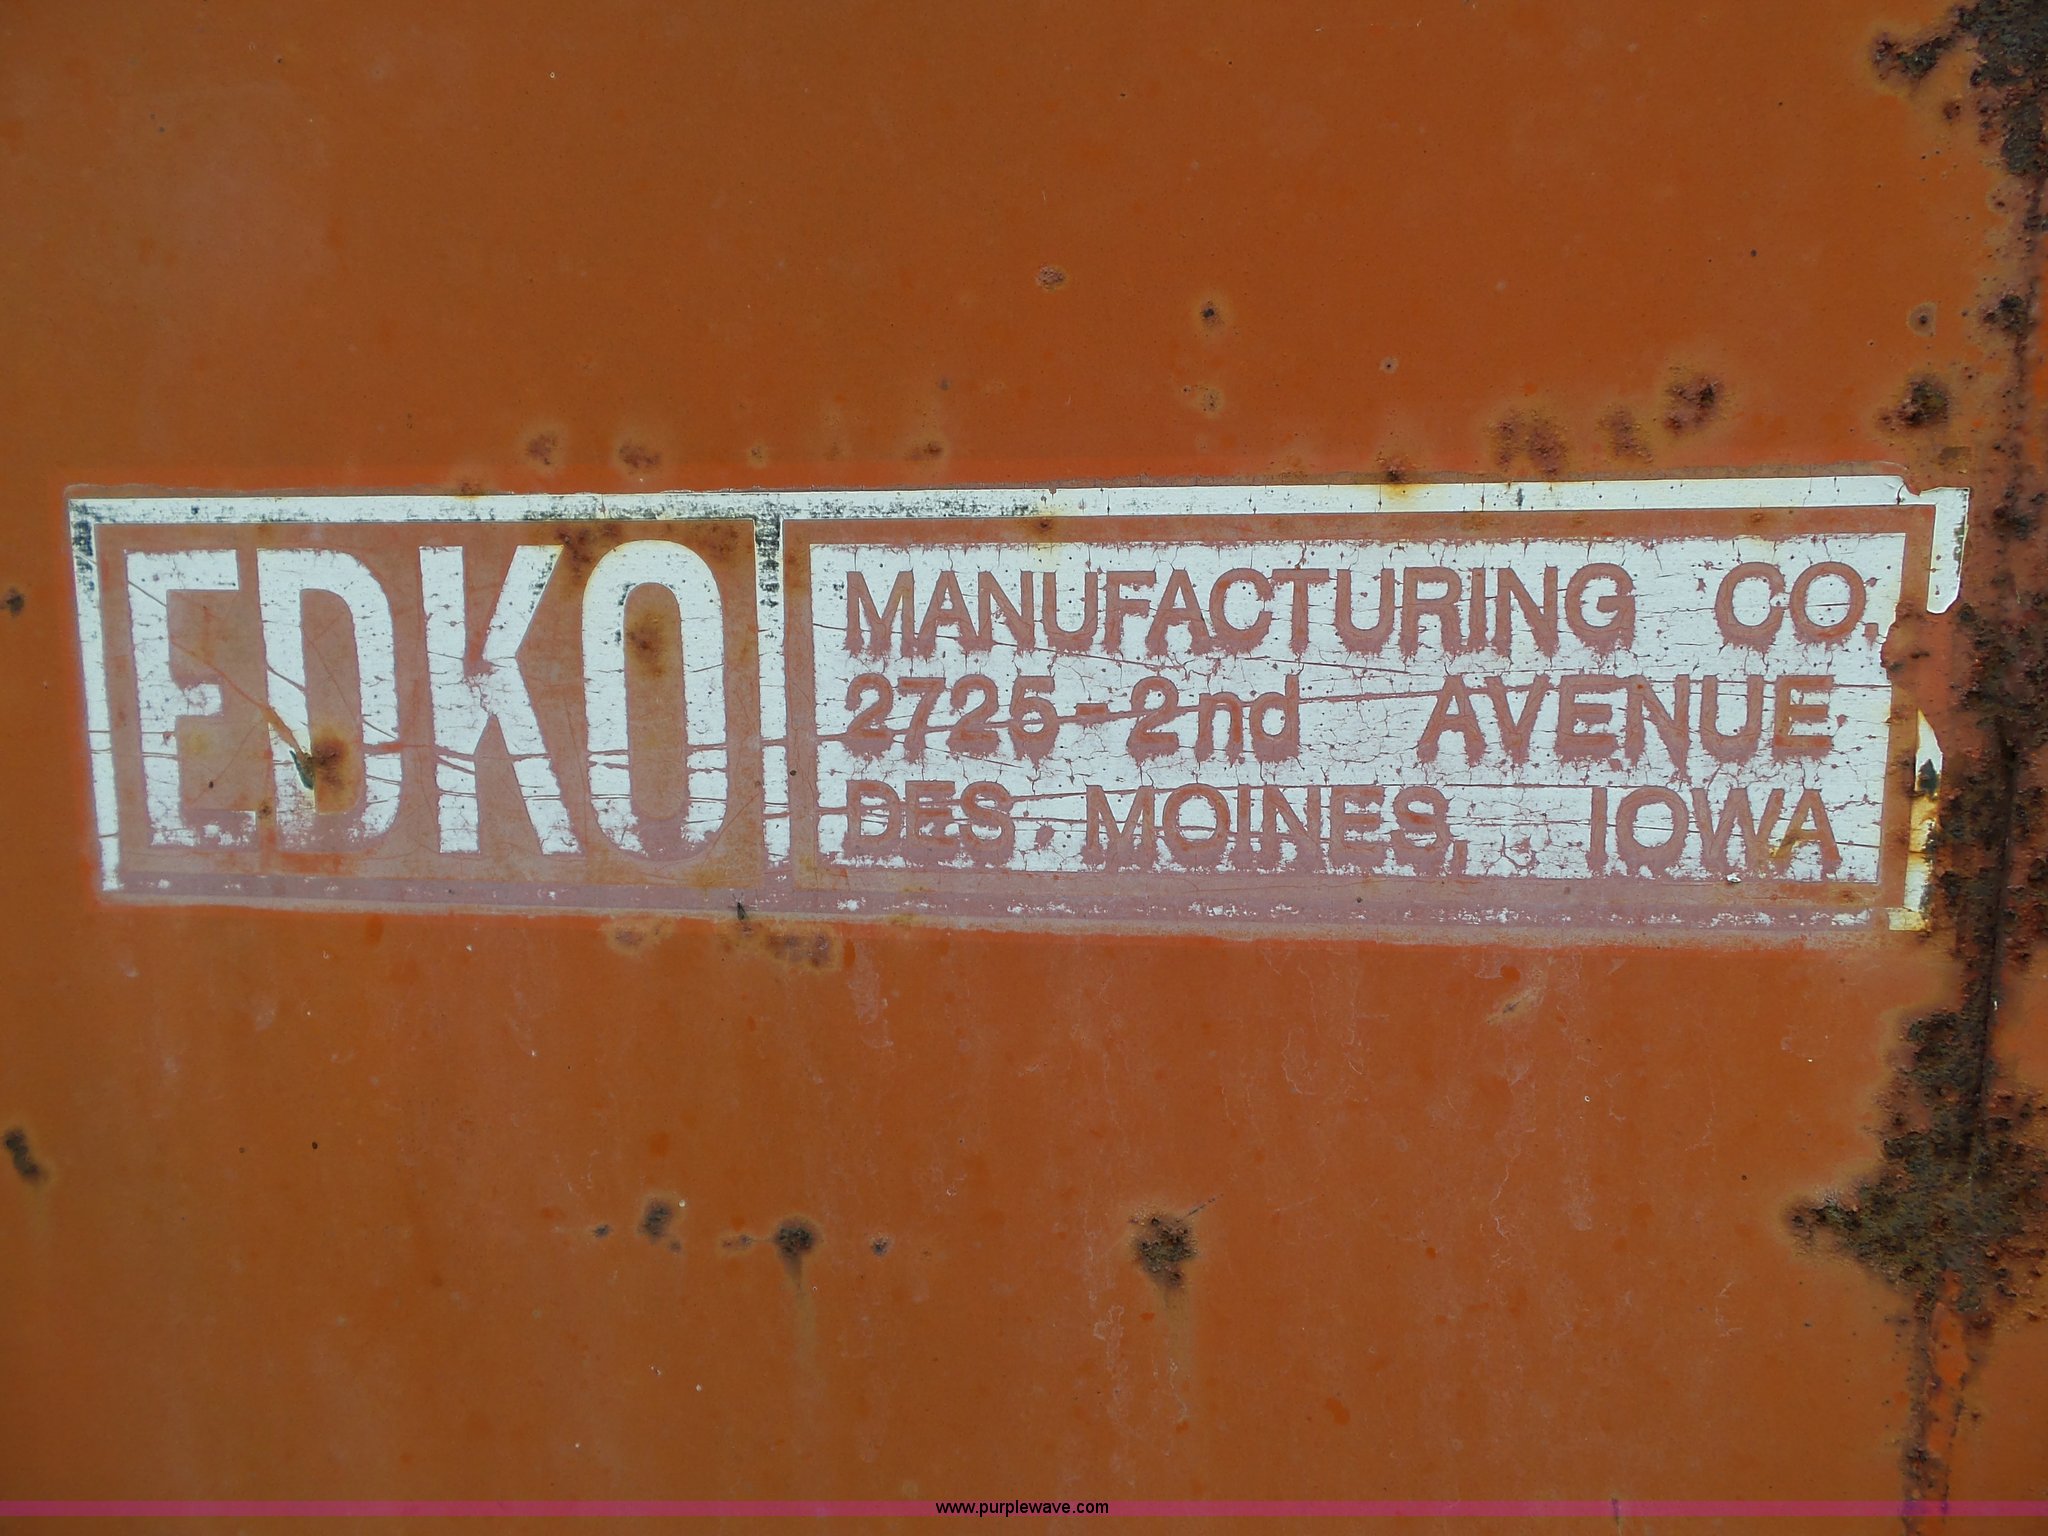 EDKO
MANUFACTURING CO.
2725-2nd AVENUE
DES MOINES, IOWA
www.purplewave.com